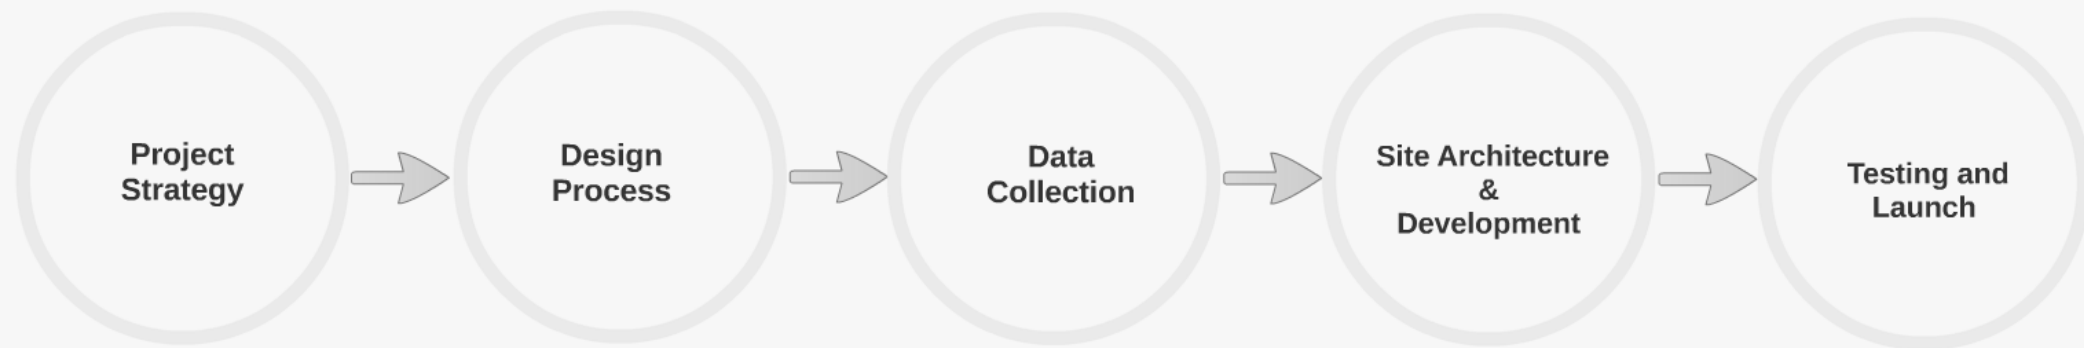 Project
Strategy
Design
Process
Data
Collection
Site Architecture
&
Development
Testing and
Launch